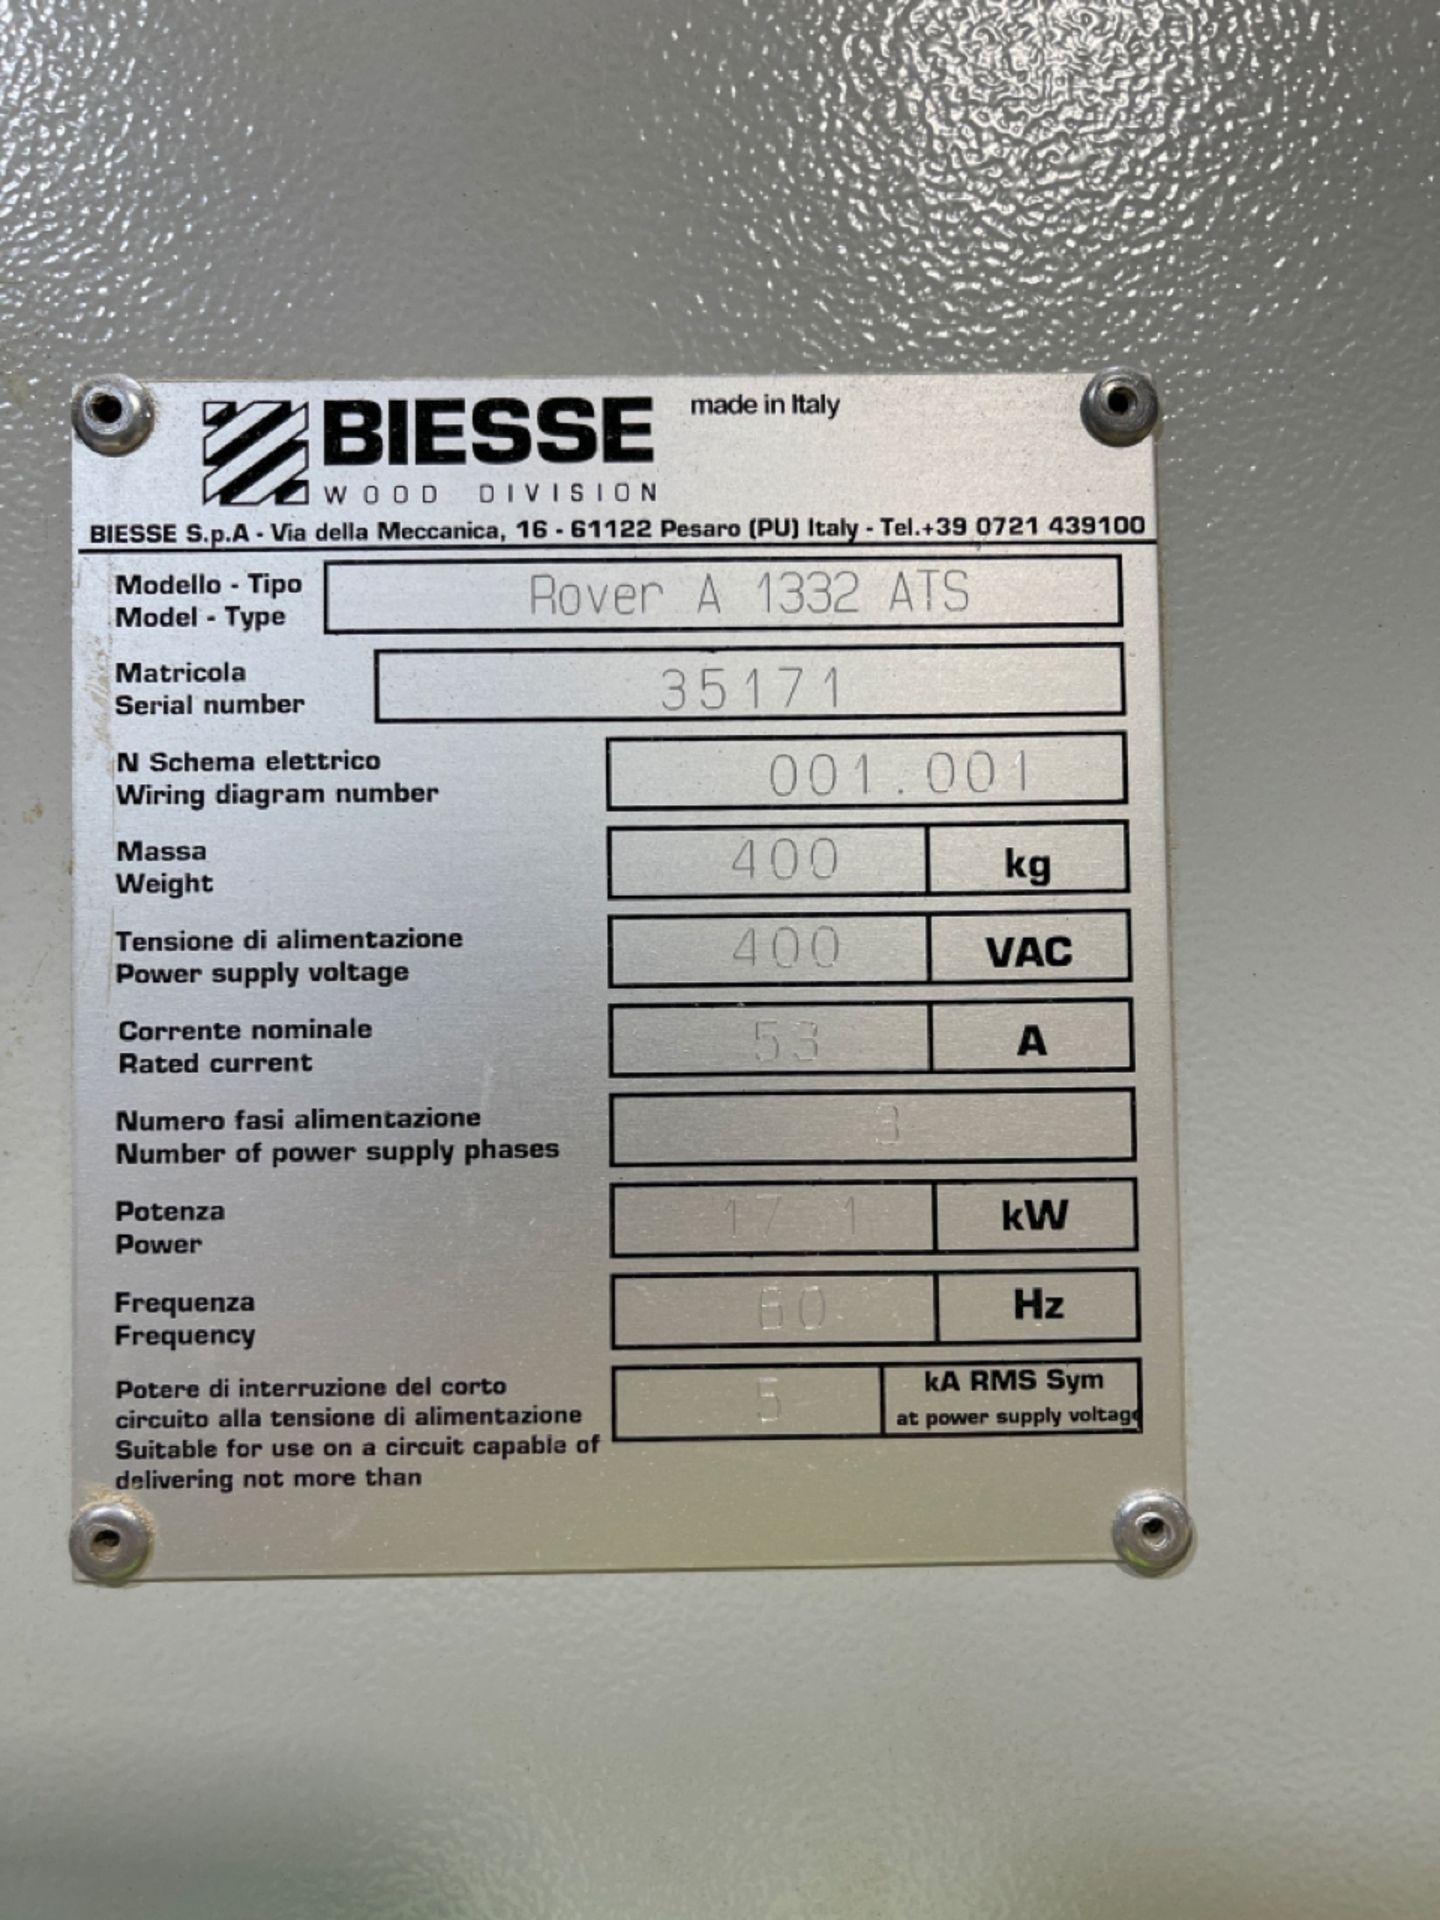 BIESSE made in Italy
WOOD DIVISION
BIESSE S.p.A - Via della Meccanica, 16 - 61122 Pesaro (PU) Italy - Tel.+39 0721 439100
Modello - Tipo
Model - Type
Rover A 1332 ATS
Matricola
Serial number
35171
N Schema elettrico
Wiring diagram number
001.001
Massa
Weight
400 kg
Tensione di alimentazione
Power supply voltage
400 VAC
Corrente nominale
Rated current
53 A
Numero fasi alimentazione
Number of power supply phases
3
Potenza
Power
17 1 kW
Frequenza
Frequency
60 Hz
Potere di interruzione del corto
circuito alla tensione di alimentazione
Suitable for use on a circuit capable of
delivering not more than
5 kA RMS Sym
at power supply voltage